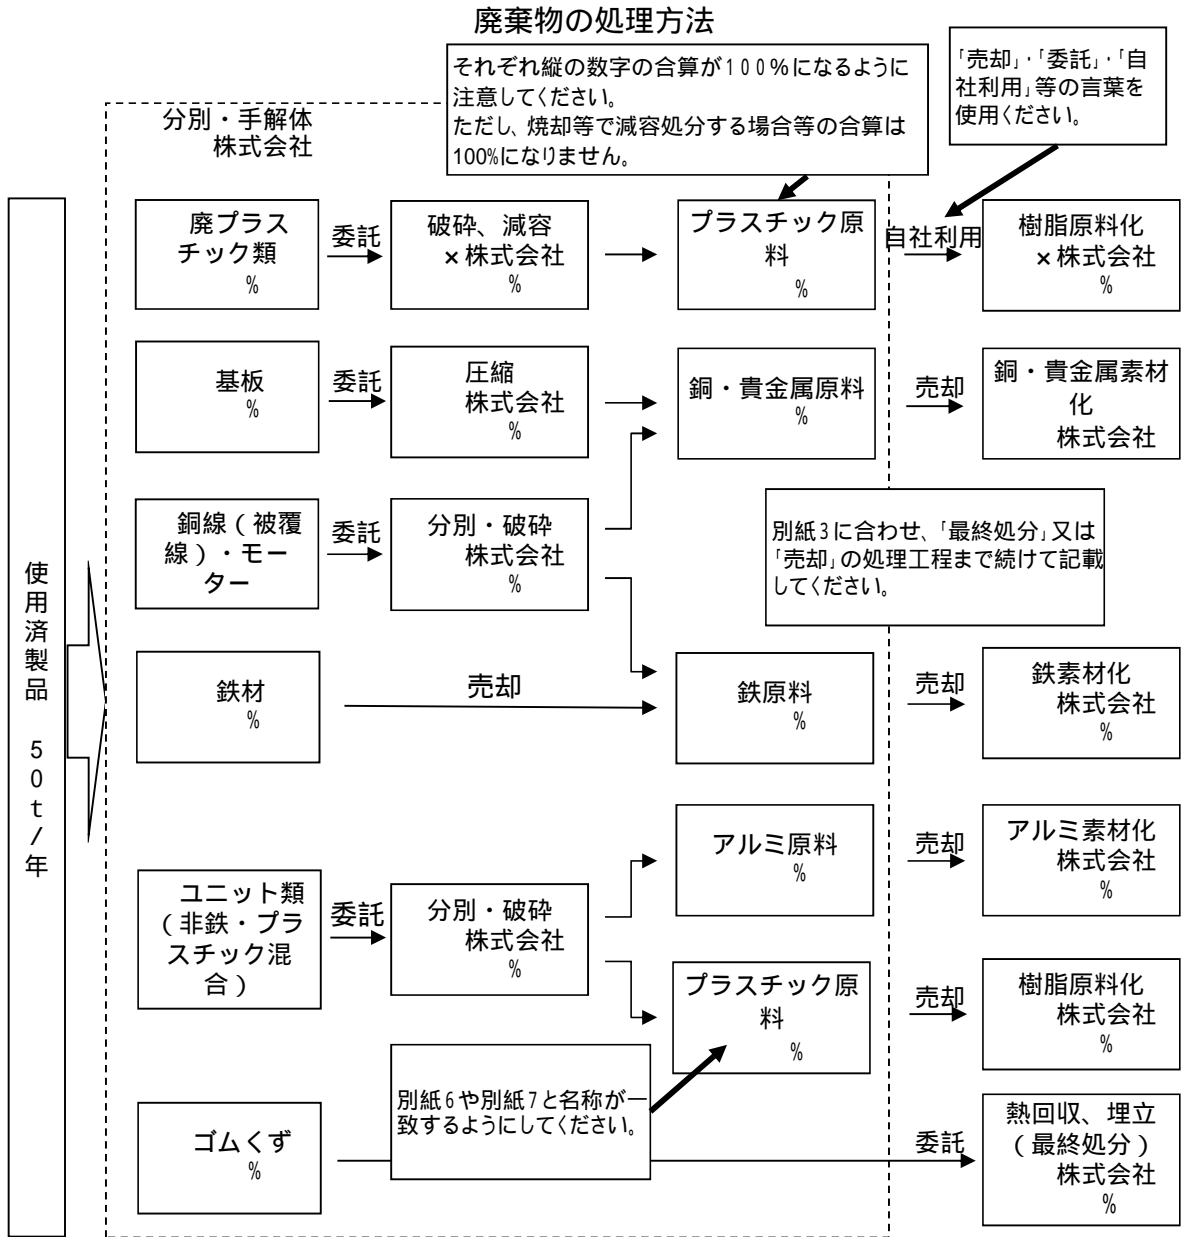 廃棄物の処理方法
それぞれ縦の数字の合算が100%になるように
注意してください。
ただし、焼却等で減容処分する場合等の合算は
100%になりません。
「売却」・「委託」・「自
社利用」等の言葉を
使用ください。
分別・手解体
株式会社
使用済製品 50t/年
廃プラス
チック類
%
委託
破砕、減容
×株式会社
%
プラスチック原
料
%
自社利用
樹脂原料化
×株式会社
%
基板
%
委託
圧縮
株式会社
%
銅・貴金属原料
%
売却
銅・貴金属素材
化
株式会社
銅線(被覆
線)・モー
ター
委託
分別・破砕
株式会社
%
別紙3に合わせ、「最終処分」又は
「売却」の処理工程まで続けて記載
してください。
鉄材
%
売却
鉄原料
%
売却
鉄素材化
株式会社
%
アルミ原料
%
売却
アルミ素材化
株式会社
%
ユニット類
(非鉄・プラ
スチック混
合)
委託
分別・破砕
株式会社
%
プラスチック原
料
%
売却
樹脂原料化
株式会社
%
別紙6や別紙7と名称が一
致するようにしてください。
ゴムくず
%
委託
熱回収、埋立
(最終処分)
株式会社
%